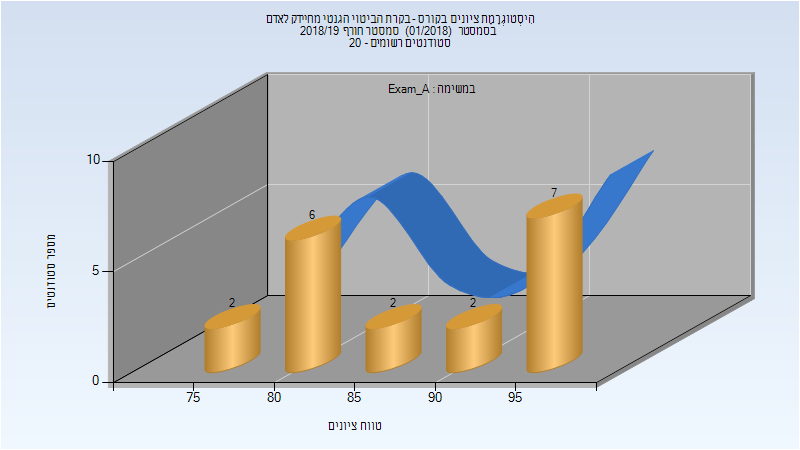 היסטוגרמת ציונים בקורס - בקרת הביטוי הגנטי מחיידק לאדם
בסמסטר (01/2018) סמסטר חורף 2018/19
סטודנטים רשומים - 20
במשימה : Exam_A
10
5
0
מספר סטודנטים
2
6
2
2
7
75
80
85
90
95
טווח ציונים